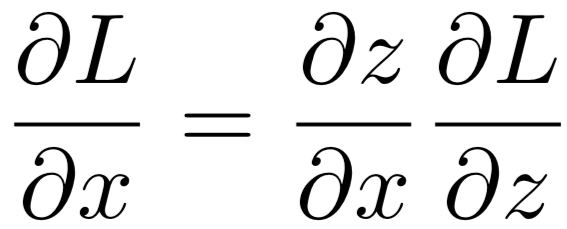 ∂L/∂x = ∂z/∂x ∂L/∂z